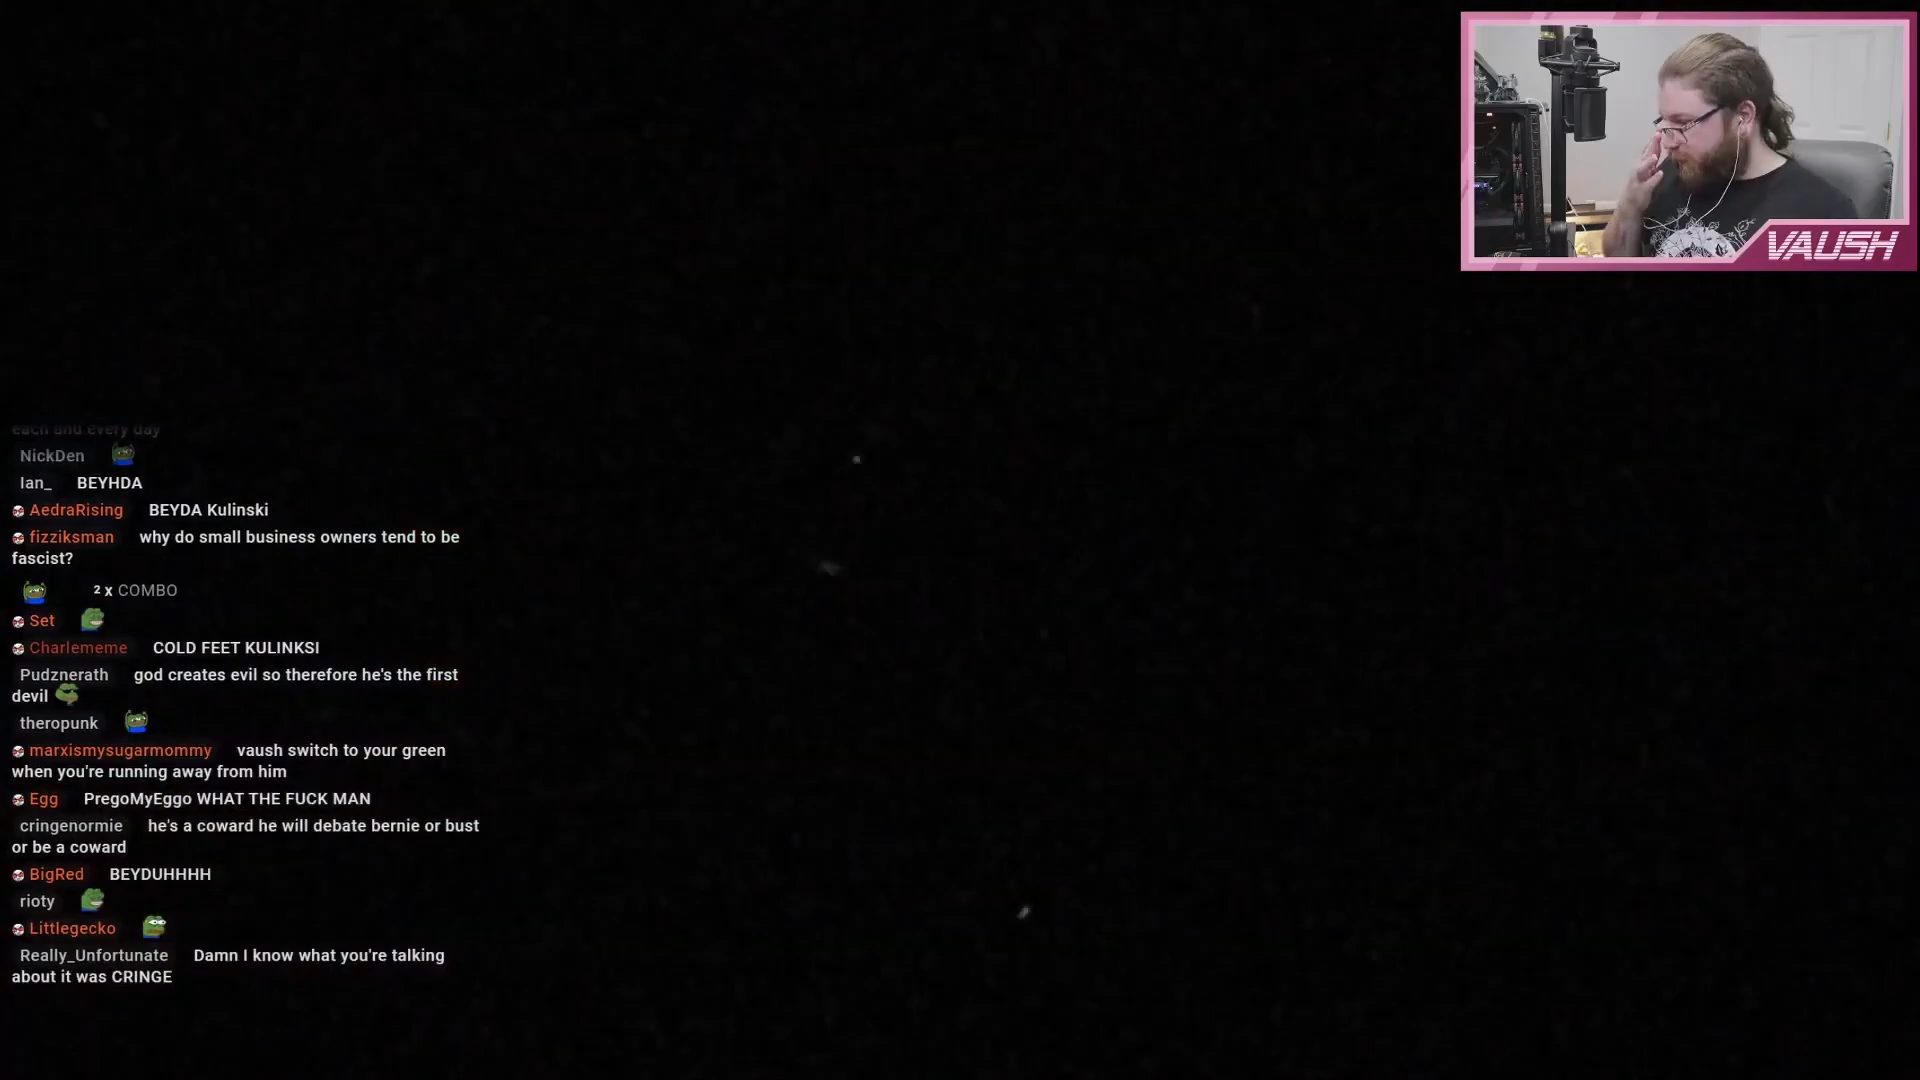 VAUSH
each and every day
NickDen
Ian_ BEYHDA
AedraRising BEYDA Kulinski
fizziksman why do small business owners tend to be
fascist?
2 x COMBO
Set
Charlememe COLD FEET KULINKSI
Pudznerath god creates evil so therefore he's the first
devil
theropunk
marxismysugarmommy vaush switch to your green
when you're running away from him
Egg PregoMyEggo WHAT THE FUCK MAN
cringenormie he's a coward he will debate bernie or bust
or be a coward
BigRed BEYDUHHHH
rioty
Littlegecko
Really_Unfortunate Damn I know what you're talking
about it was CRINGE